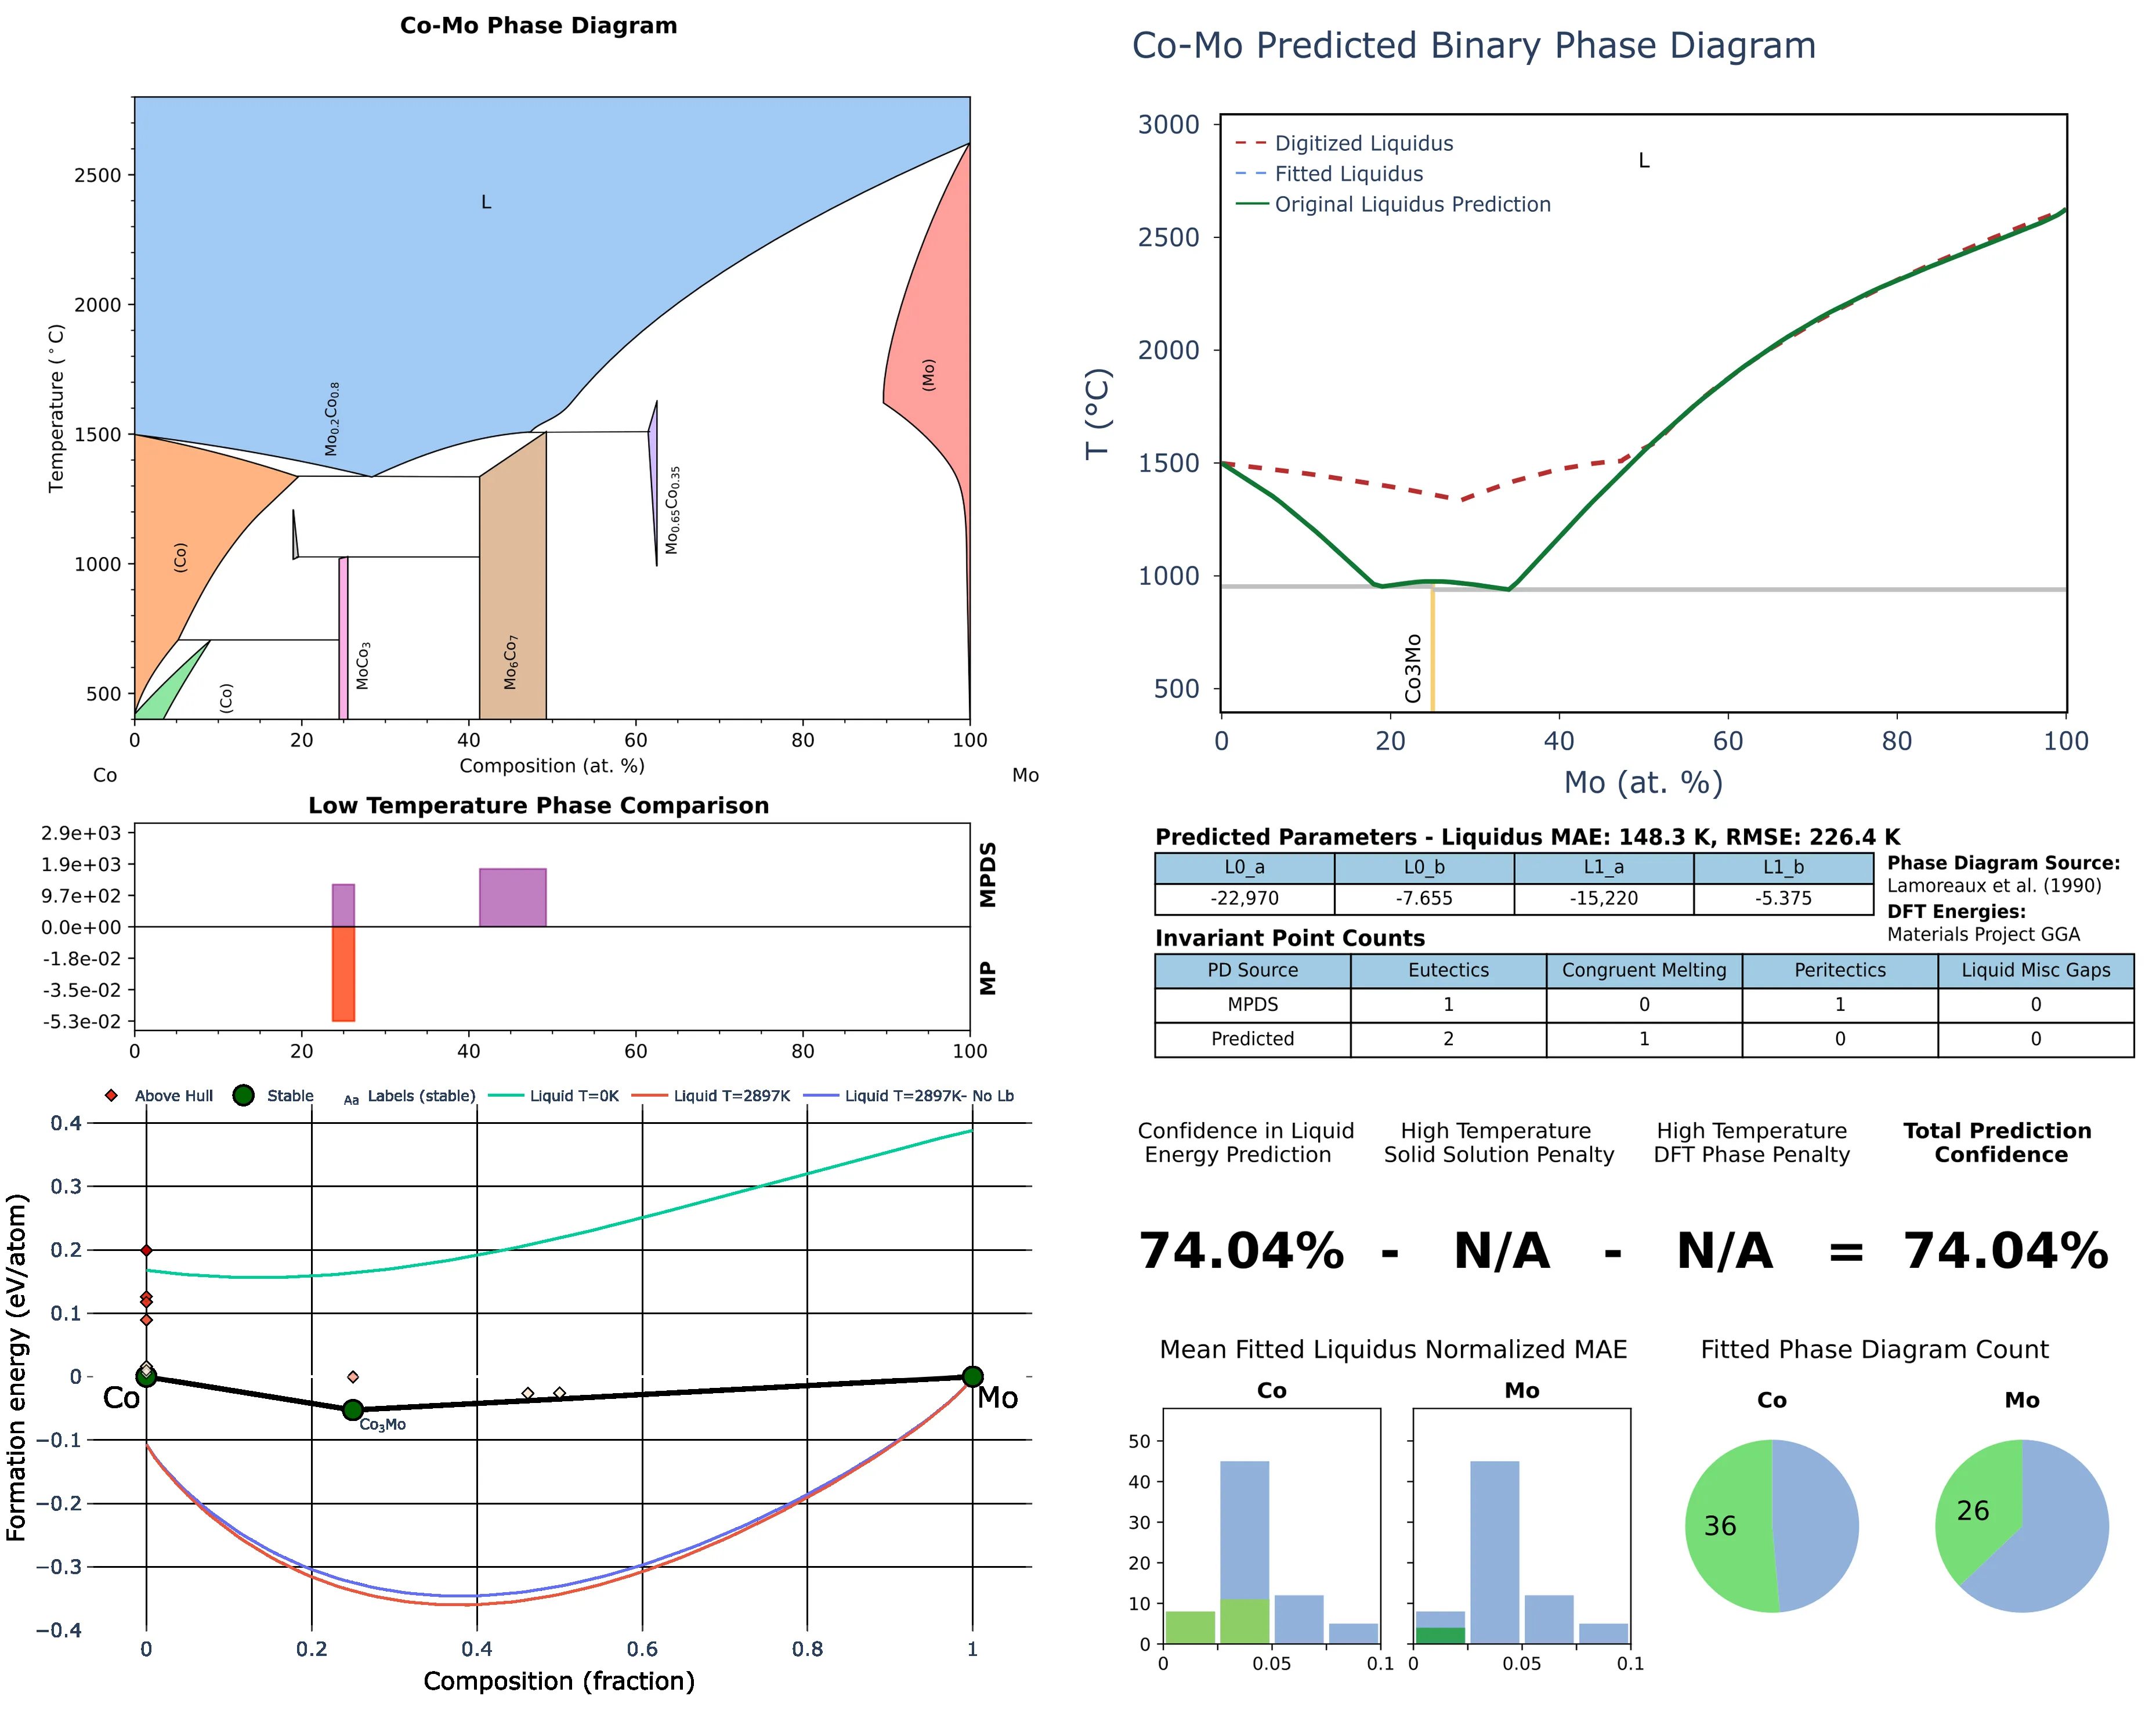 Co-Mo Phase Diagram
Temperature (°C)
2500
2000
1500
1000
500
L
Mo0.2Co0.8
(Mo)
Mo0.65Co0.35
(Co)
(Co)
MoCo3
Mo6Co7
0 20 40 60 80 100
Composition (at. %)
Co Mo
Low Temperature Phase Comparison
2.9e+03
1.9e+03
9.7e+02
0.0e+00
-1.8e-02
-3.5e-02
-5.3e-02
MPDS
MP
0 20 40 60 80 100
Above Hull Stable Aa Labels (stable) Liquid T=0K Liquid T=2897K Liquid T=2897K- No Lb
Formation energy (eV/atom)
0.4
0.3
0.2
0.1
0
−0.1
−0.2
−0.3
−0.4
Co
Co3Mo
Mo
0 0.2 0.4 0.6 0.8 1
Composition (fraction)
Co-Mo Predicted Binary Phase Diagram
T (°C)
3000
2500
2000
1500
1000
500
Digitized Liquidus
Fitted Liquidus
Original Liquidus Prediction
L
Co3Mo
0 20 40 60 80 100
Mo (at. %)
Predicted Parameters - Liquidus MAE: 148.3 K, RMSE: 226.4 K
L0_a L0_b L1_a L1_b
-22,970 -7.655 -15,220 -5.375
Phase Diagram Source:
Lamoreaux et al. (1990)
DFT Energies:
Materials Project GGA
Invariant Point Counts
PD Source Eutectics Congruent Melting Peritectics Liquid Misc Gaps
MPDS 1 0 1 0
Predicted 2 1 0 0
Confidence in Liquid
Energy Prediction
High Temperature
Solid Solution Penalty
High Temperature
DFT Phase Penalty
Total Prediction
Confidence
74.04% - N/A - N/A = 74.04%
Mean Fitted Liquidus Normalized MAE
Co Mo
50
40
30
20
10
0
0 0.05 0.1
0 0.05 0.1
Fitted Phase Diagram Count
Co Mo
36 26